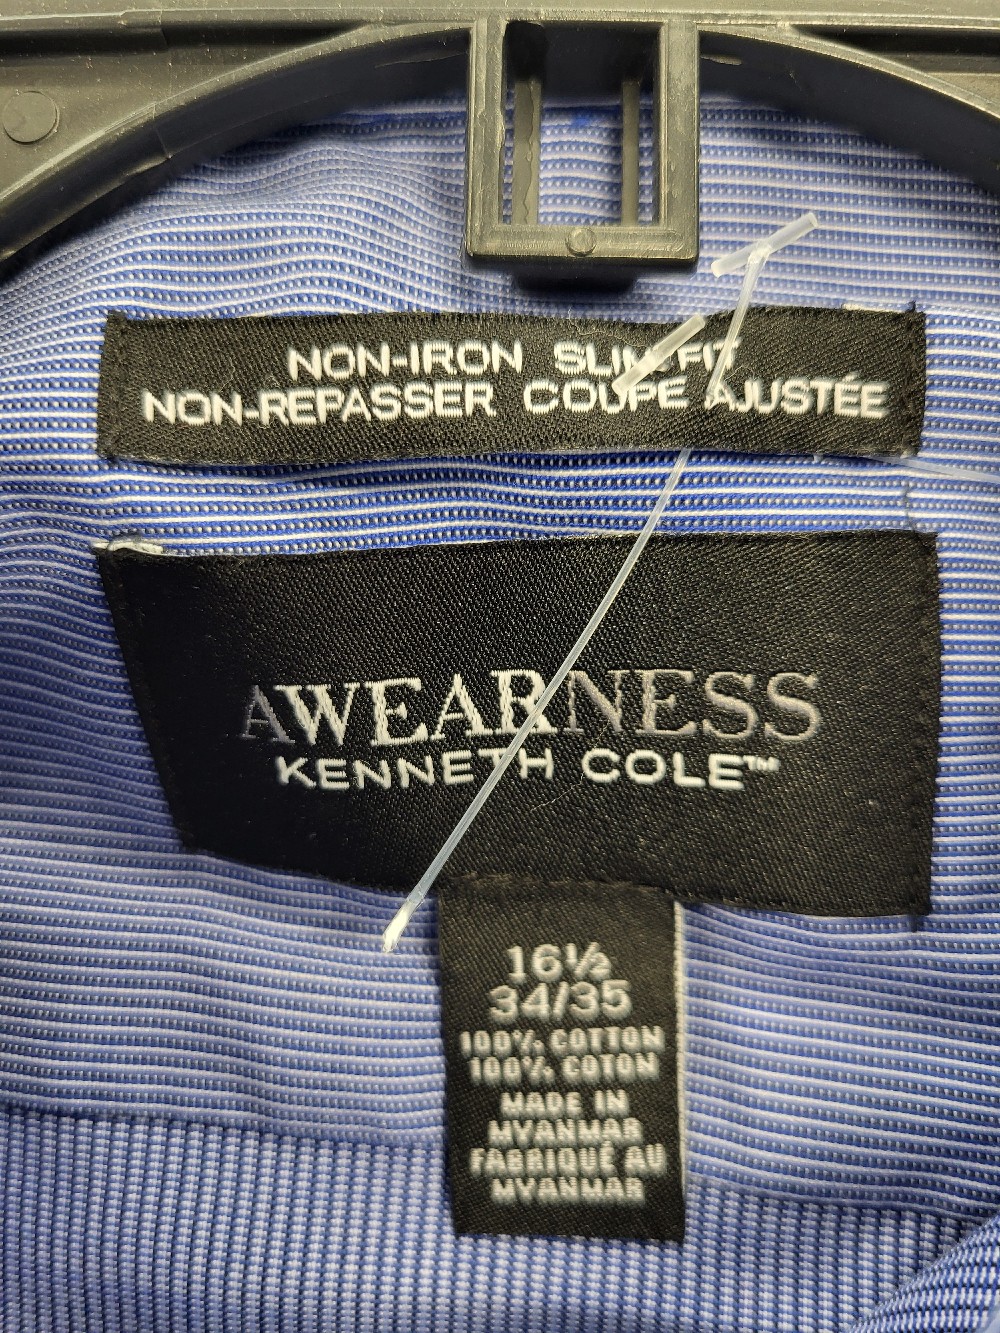 NON-IRON SLIM FIT
NON-REPASSER COUPE AJUSTÉE
AWEARNESS
KENNETH COLE™
16½
34/35
100% COTTON
100% COTON
MADE IN
MYANMAR
FABRIQUÉ AU
MYANMAR